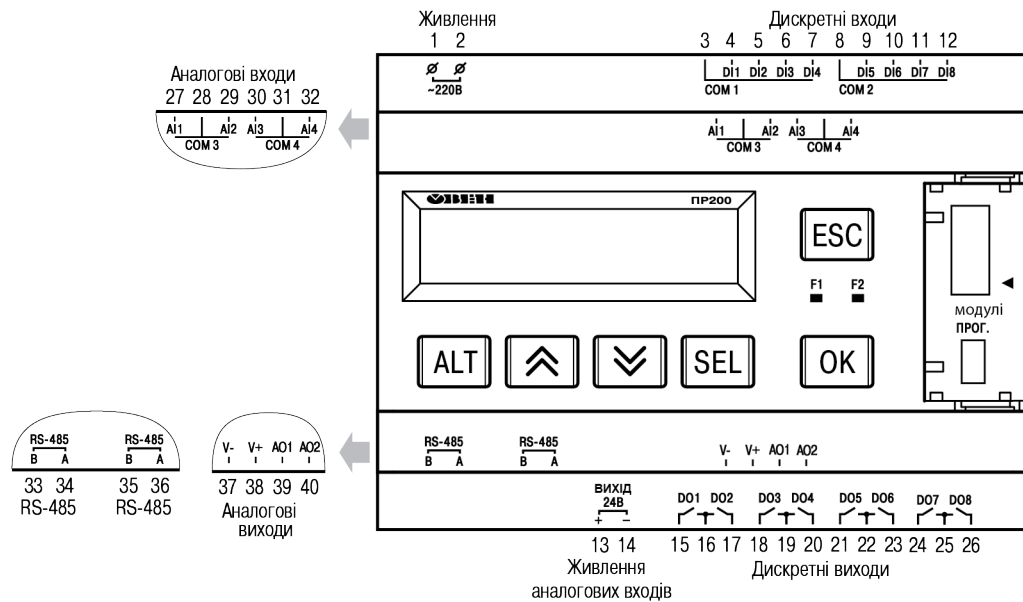 Живлення
Дискретні входи
1 2
3 4 5 6 7 8 9 10 11 12
~220В
DI1 DI2 DI3 DI4
DI5 DI6 DI7 DI8
COM 1
COM 2
Аналогові входи
27 28 29 30 31 32
AI1 AI2 AI3 AI4
COM 3 COM 4
AI1 AI2 AI3 AI4
COM 3 COM 4
ОВЕН
ПР200
ESC
F1 F2
модулі
ПРОГ.
ALT
SEL
OK
RS-485 RS-485
B A B A
33 34 35 36
RS-485 RS-485
V- V+ AO1 AO2
37 38 39 40
Аналогові
виходи
RS-485 RS-485
B A B A
V- V+ AO1 AO2
ВИХІД
24В
+ −
DO1 DO2 DO3 DO4 DO5 DO6 DO7 DO8
13 14 15 16 17 18 19 20 21 22 23 24 25 26
Живлення
аналогових входів
Дискретні виходи